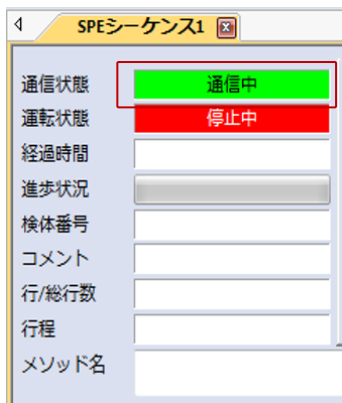 SPEシーケンス1
通信状態 通信中
運転状態 停止中
経過時間
進歩状況
検体番号
コメント
行/総行数
行程
メソッド名